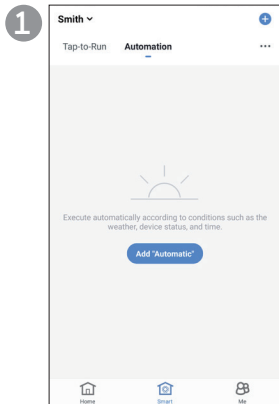 1
Smith
Tap-to-Run Automation
Execute automatically according to conditions such as the
weather, device status, and time.
Add "Automatic"
Home Smart Me